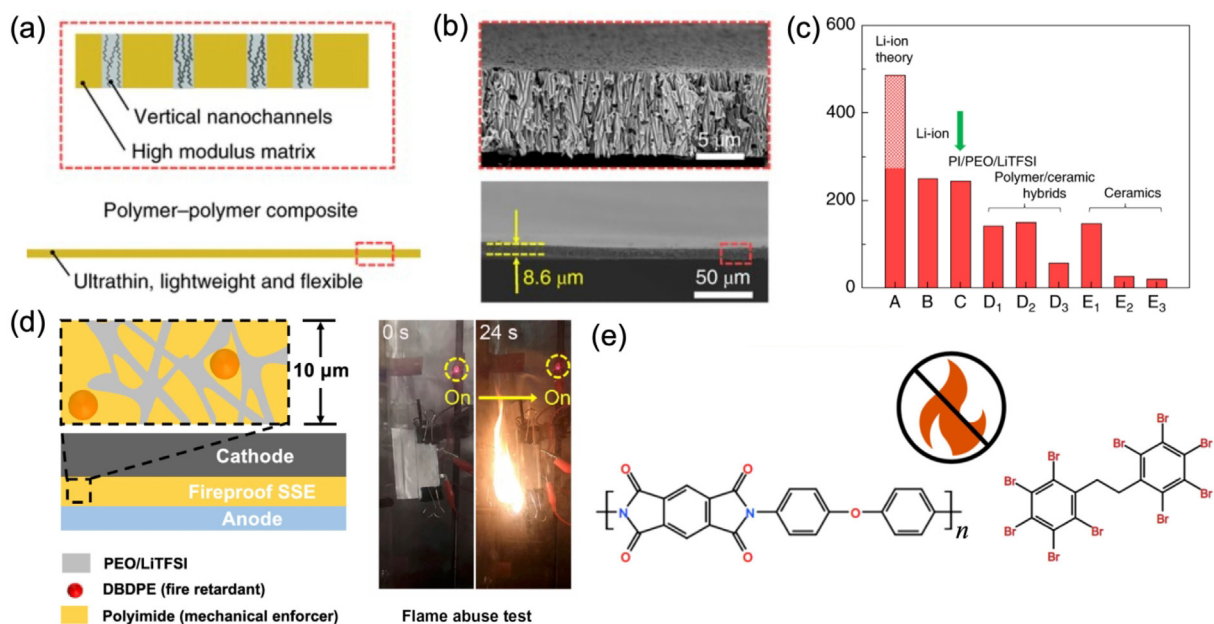 (a)
Vertical nanochannels
High modulus matrix
Polymer–polymer composite
Ultrathin, lightweight and flexible
(b)
5 μm
8.6 μm
50 μm
(c)
600
400
200
0
Li-ion
theory
Li-ion
PI/PEO/LiTFSI
Polymer/ceramic
hybrids
Ceramics
A B C D1 D2 D3 E1 E2 E3
(d)
10 μm
Cathode
Fireproof SSE
Anode
PEO/LiTFSI
DBDPE (fire retardant)
Polyimide (mechanical enforcer)
0 s 24 s
On On
Flame abuse test
(e)
O O
N N O n
O O
Br Br
Br Br
Br Br
Br Br
Br Br